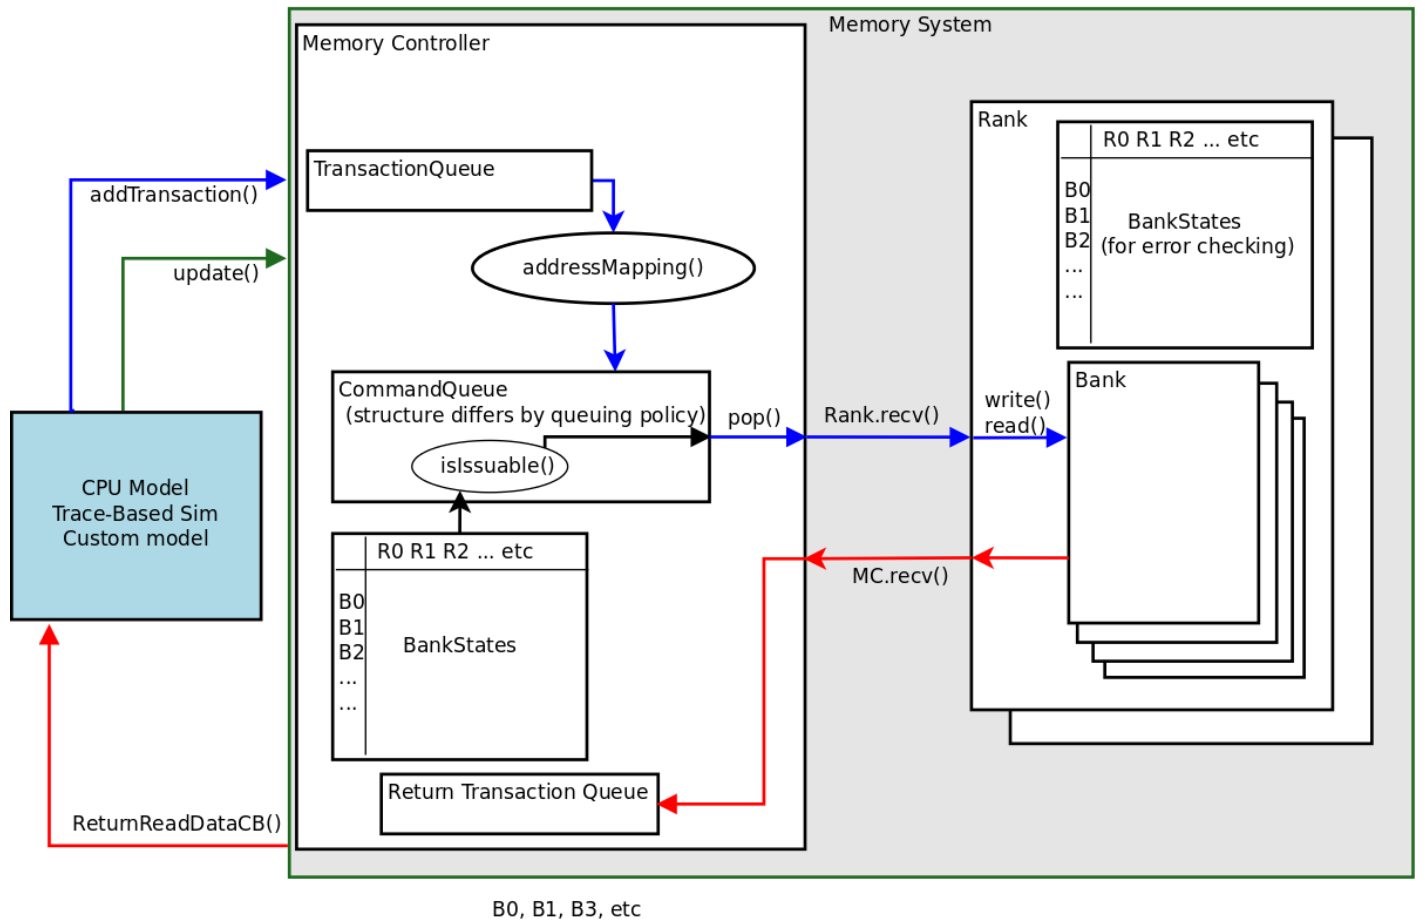 Memory System
Memory Controller
TransactionQueue
addTransaction()
update()
addressMapping()
CommandQueue
(structure differs by queuing policy)
isIssuable()
pop()
Rank.recv()
R0 R1 R2 ... etc
B0
B1
B2
...
...
BankStates
Return Transaction Queue
Rank
R0 R1 R2 ... etc
B0
B1
B2
...
...
BankStates
(for error checking)
write()
read()
Bank
MC.recv()
CPU Model
Trace-Based Sim
Custom model
ReturnReadDataCB()
B0, B1, B3, etc